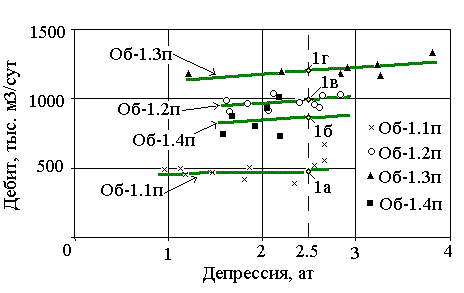 1500
1000
500
0
1
2
2.5
3
4
Дебит, тыс. м3/сут
Депрессия, ат
Об-1.3п
Об-1.2п
Об-1.4п
Об-1.1п
1г
1в
1б
1а
Об-1.1п
Об-1.2п
Об-1.3п
Об-1.4п